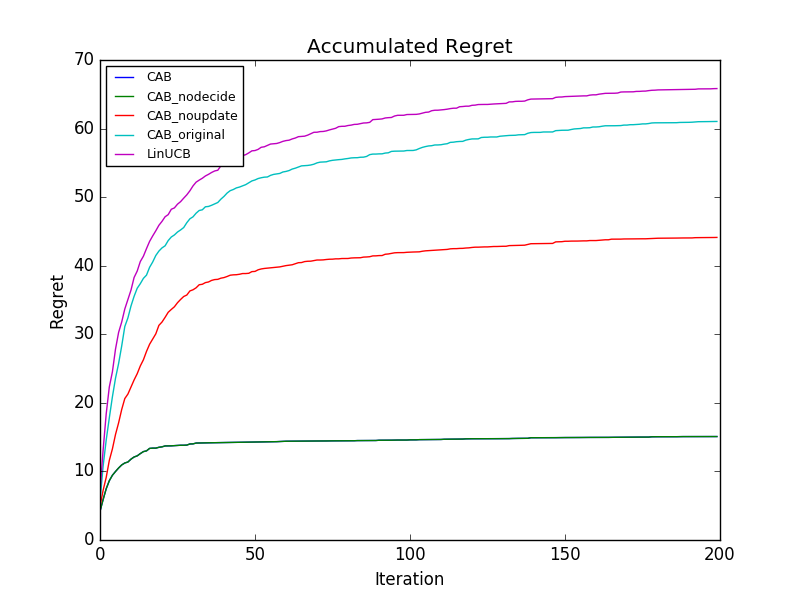 Accumulated Regret
70
60
50
40
30
20
10
0
Regret
CAB
CAB_nodecide
CAB_noupdate
CAB_original
LinUCB
0
50
100
150
200
Iteration